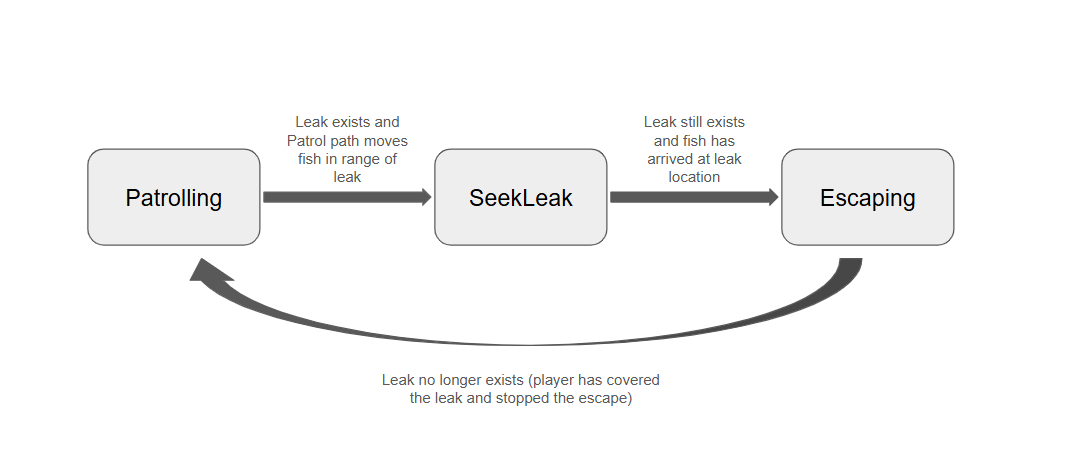 Leak exists and
Patrol path moves
fish in range of
leak
Leak still exists
and fish has
arrived at leak
location
Patrolling
SeekLeak
Escaping
Leak no longer exists (player has covered
the leak and stopped the escape)